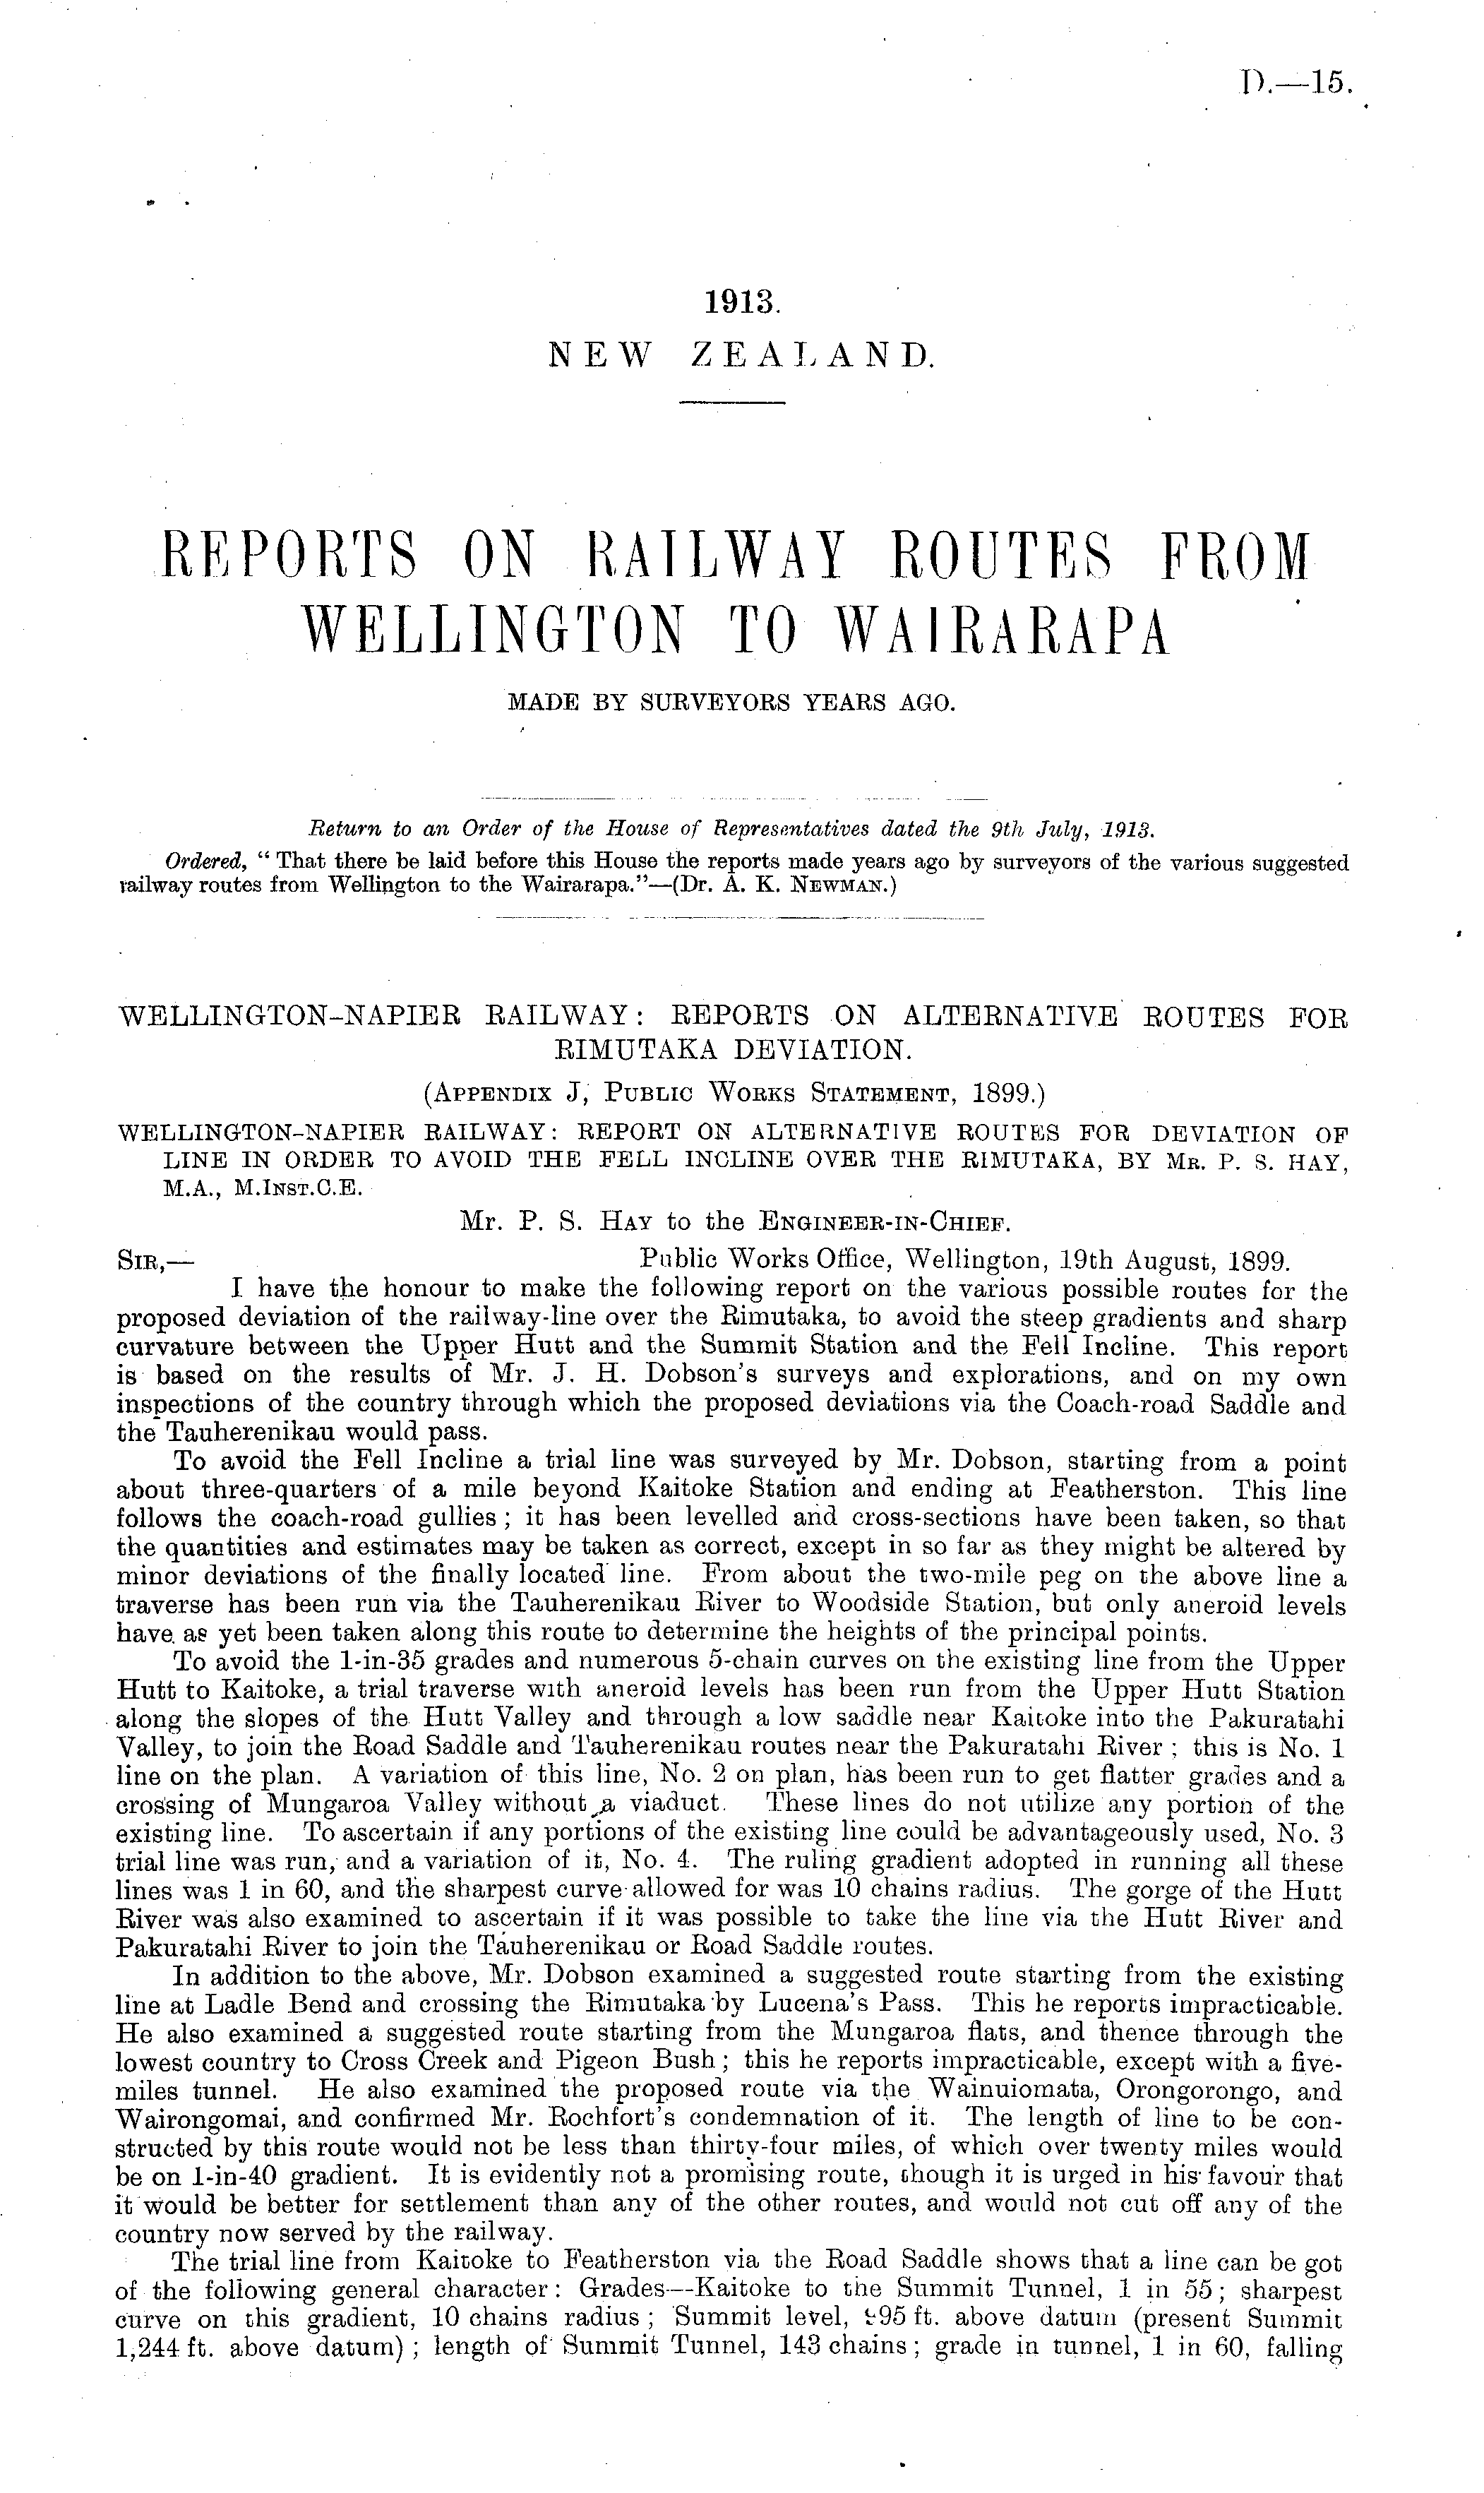 D.—15.
1913.
NEW ZEALAND.
REPORTS ON RAILWAY ROUTES FROM
WELLINGTON TO WAIRARAPA
MADE BY SURVEYORS YEARS AGO.
Return to an Order of the House of Representatives dated the 9th July, 1913.
Ordered, “ That there be laid before this House the reports made years ago by surveyors of the various suggested
railway routes from Wellington to the Wairarapa.”—(Dr. A. K. NEWMAN.)
WELLINGTON-NAPIER RAILWAY: REPORTS ON ALTERNATIVE ROUTES FOR
RIMUTAKA DEVIATION.
(APPENDIX J, PUBLIC WORKS STATEMENT, 1899.)
WELLINGTON-NAPIER RAILWAY: REPORT ON ALTERNATIVE ROUTES FOR DEVIATION OF
LINE IN ORDER TO AVOID THE FELL INCLINE OVER THE RIMUTAKA, BY MR. P. S. HAY,
M.A., M.INST.C.E.
Mr. P. S. HAY to the ENGINEER-IN-CHIEF.
SIR,— Public Works Office, Wellington, 19th August, 1899.
I have the honour to make the following report on the various possible routes for the
proposed deviation of the railway-line over the Rimutaka, to avoid the steep gradients and sharp
curvature between the Upper Hutt and the Summit Station and the Fell Incline. This report
is based on the results of Mr. J. H. Dobson's surveys and explorations, and on my own
inspections of the country through which the proposed deviations via the Coach-road Saddle and
the Tauherenikau would pass.
To avoid the Fell Incline a trial line was surveyed by Mr. Dobson, starting from a point
about three-quarters of a mile beyond Kaitoke Station and ending at Featherston. This line
follows the coach-road gullies; it has been levelled and cross-sections have been taken, so that
the quantities and estimates may be taken as correct, except in so far as they might be altered by
minor deviations of the finally located line. From about the two-mile peg on the above line a
traverse has been run via the Tauherenikau River to Woodside Station, but only aneroid levels
have as yet been taken along this route to determine the heights of the principal points.
To avoid the 1-in-35 grades and numerous 5-chain curves on the existing line from the Upper
Hutt to Kaitoke, a trial traverse with aneroid levels has been run from the Upper Hutt Station
along the slopes of the Hutt Valley and through a low saddle near Kaitoke into the Pakuratahi
Valley, to join the Road Saddle and Tauherenikau routes near the Pakuratahi River; this is No. 1
line on the plan. A variation of this line, No. 2 on plan, has been run to get flatter grades and a
crossing of Mungaroa Valley without a viaduct. These lines do not utilize any portion of the
existing line. To ascertain if any portions of the existing line could be advantageously used, No. 3
trial line was run, and a variation of it, No. 4. The ruling gradient adopted in running all these
lines was 1 in 60, and the sharpest curve allowed for was 10 chains radius. The gorge of the Hutt
River was also examined to ascertain if it was possible to take the line via the Hutt River and
Pakuratahi River to join the Tauherenikau or Road Saddle routes.
In addition to the above, Mr. Dobson examined a suggested route starting from the existing
line at Ladle Bend and crossing the Rimutaka by Lucena's Pass. This he reports impracticable.
He also examined a suggested route starting from the Mungaroa flats, and thence through the
lowest country to Cross Creek and Pigeon Bush; this he reports impracticable, except with a five-
miles tunnel. He also examined the proposed route via the Wainuiomata, Orongorongo, and
Wairongomai, and confirmed Mr. Rochfort's condemnation of it. The length of line to be con-
structed by this route would not be less than thirty-four miles, of which over twenty miles would
be on 1-in-40 gradient. It is evidently not a promising route, though it is urged in his favour that
it would be better for settlement than any of the other routes, and would not cut off any of the
country now served by the railway.
The trial line from Kaitoke to Featherston via the Road Saddle shows that a line can be got
of the following general character: Grades—Kaitoke to the Summit Tunnel, 1 in 55; sharpest
curve on this gradient, 10 chains radius; Summit level, ft. above datum (present Summit
1,244 ft. above datum); length of Summit Tunnel, 143 chains; grade in tunnel, 1 in 60, falling